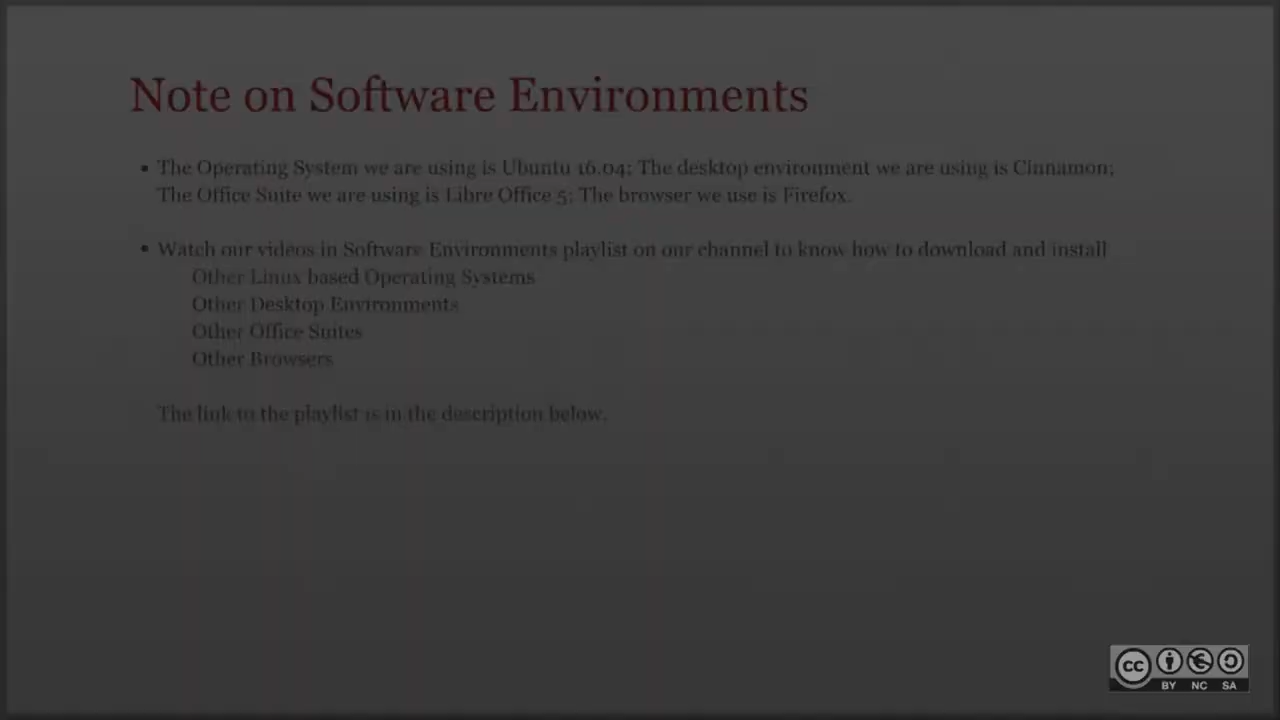 Note on Software Environments
The Operating System we are using is Ubuntu 16.04; The desktop environment we are using is Cinnamon;
The Office Suite we are using is Libre Office 5; The browser we use is Firefox.
Watch our videos in Software Environments playlist on our channel to know how to download and install
Other Linux based Operating Systems
Other Desktop Environments
Other Office Suites
Other Browsers
The link to the playlist is in the description below.
cc
BY NC SA